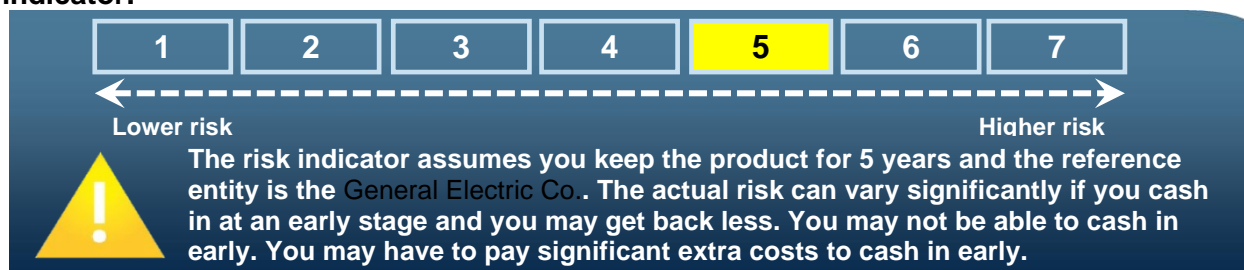 indicator:
1 2 3 4 5 6 7
Lower risk Higher risk
The risk indicator assumes you keep the product for 5 years and the reference
entity is the General Electric Co.. The actual risk can vary significantly if you cash
in at an early stage and you may get back less. You may not be able to cash in
early. You may have to pay significant extra costs to cash in early.